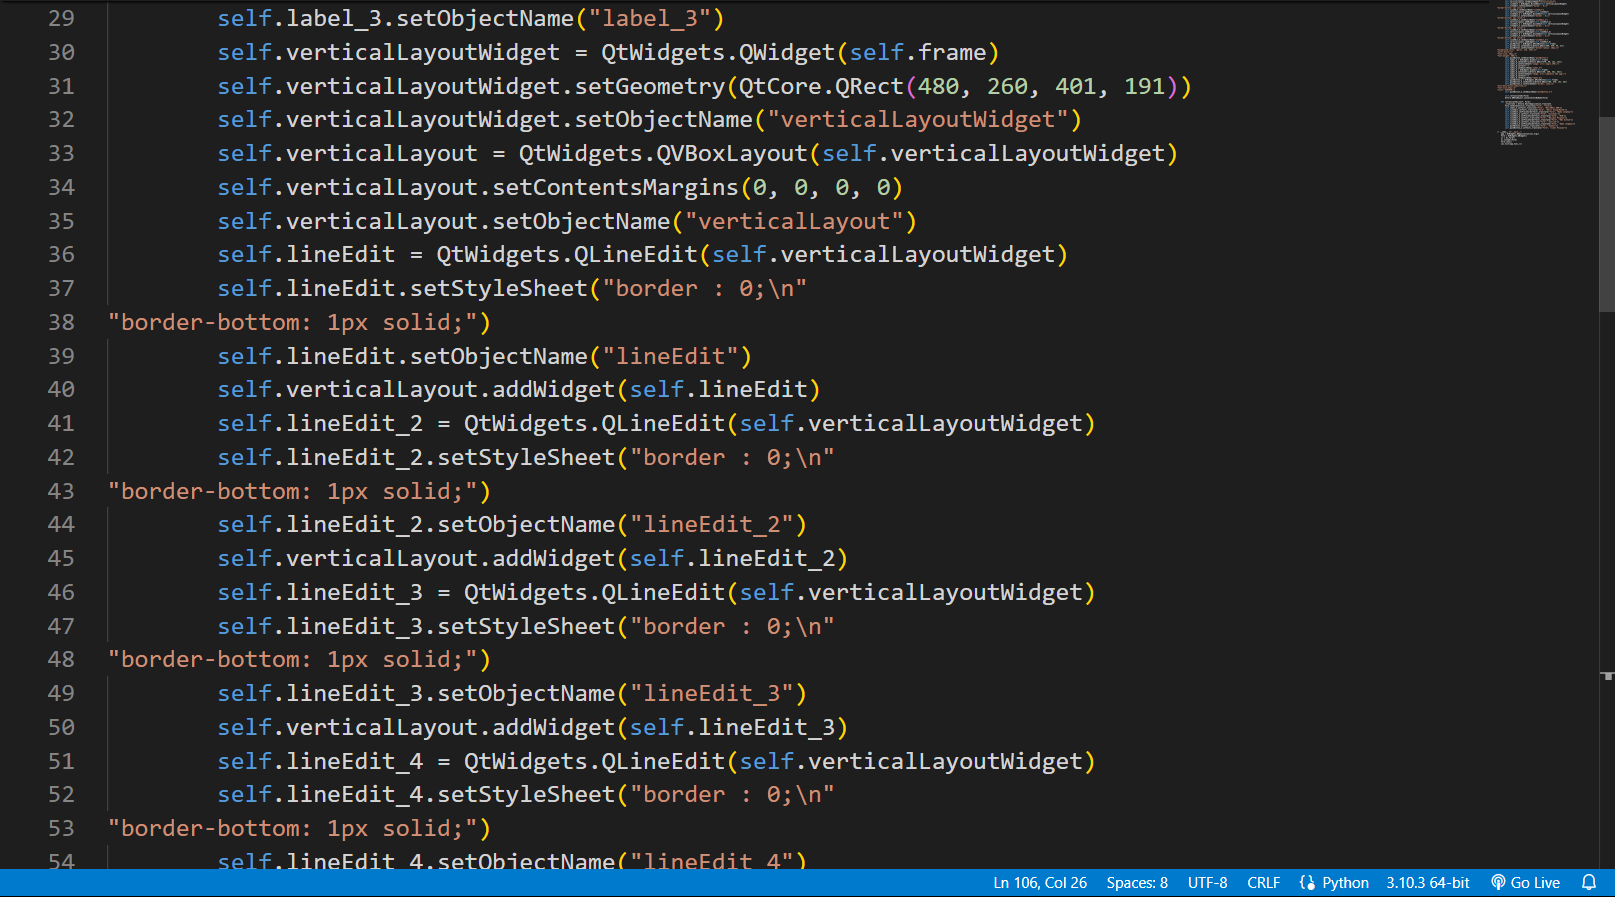 29 self.label_3.setObjectName("label_3")
30 self.verticalLayoutWidget = QtWidgets.QWidget(self.frame)
31 self.verticalLayoutWidget.setGeometry(QtCore.QRect(480, 260, 401, 191))
32 self.verticalLayoutWidget.setObjectName("verticalLayoutWidget")
33 self.verticalLayout = QtWidgets.QVBoxLayout(self.verticalLayoutWidget)
34 self.verticalLayout.setContentsMargins(0, 0, 0, 0)
35 self.verticalLayout.setObjectName("verticalLayout")
36 self.lineEdit = QtWidgets.QLineEdit(self.verticalLayoutWidget)
37 self.lineEdit.setStyleSheet("border : 0;\n"
38 "border-bottom: 1px solid;")
39 self.lineEdit.setObjectName("lineEdit")
40 self.verticalLayout.addWidget(self.lineEdit)
41 self.lineEdit_2 = QtWidgets.QLineEdit(self.verticalLayoutWidget)
42 self.lineEdit_2.setStyleSheet("border : 0;\n"
43 "border-bottom: 1px solid;")
44 self.lineEdit_2.setObjectName("lineEdit_2")
45 self.verticalLayout.addWidget(self.lineEdit_2)
46 self.lineEdit_3 = QtWidgets.QLineEdit(self.verticalLayoutWidget)
47 self.lineEdit_3.setStyleSheet("border : 0;\n"
48 "border-bottom: 1px solid;")
49 self.lineEdit_3.setObjectName("lineEdit_3")
50 self.verticalLayout.addWidget(self.lineEdit_3)
51 self.lineEdit_4 = QtWidgets.QLineEdit(self.verticalLayoutWidget)
52 self.lineEdit_4.setStyleSheet("border : 0;\n"
53 "border-bottom: 1px solid;")
54 self.lineEdit_4.setObjectName("lineEdit_4")
Ln 106, Col 26 Spaces: 8 UTF-8 CRLF Python 3.10.3 64-bit Go Live